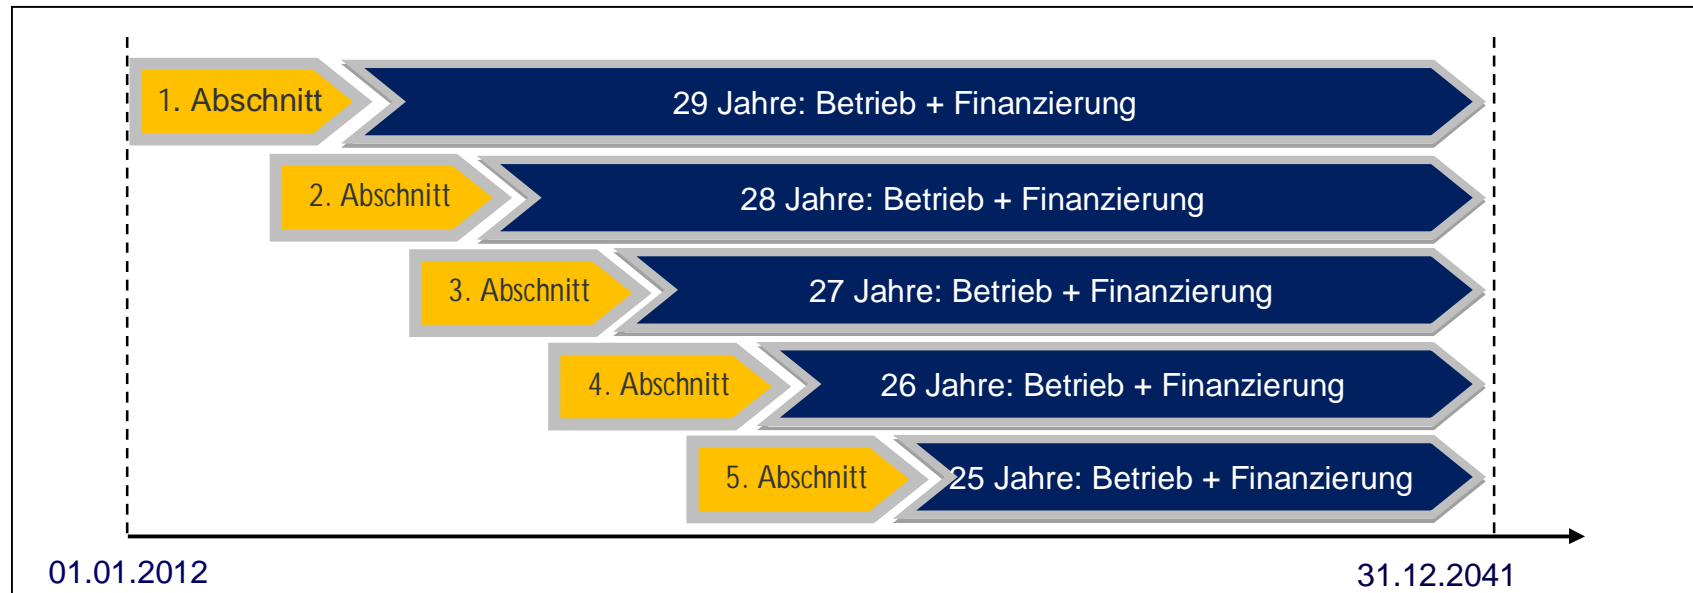 1. Abschnitt
29 Jahre: Betrieb + Finanzierung
2. Abschnitt
28 Jahre: Betrieb + Finanzierung
3. Abschnitt
27 Jahre: Betrieb + Finanzierung
4. Abschnitt
26 Jahre: Betrieb + Finanzierung
5. Abschnitt
25 Jahre: Betrieb + Finanzierung
01.01.2012
31.12.2041